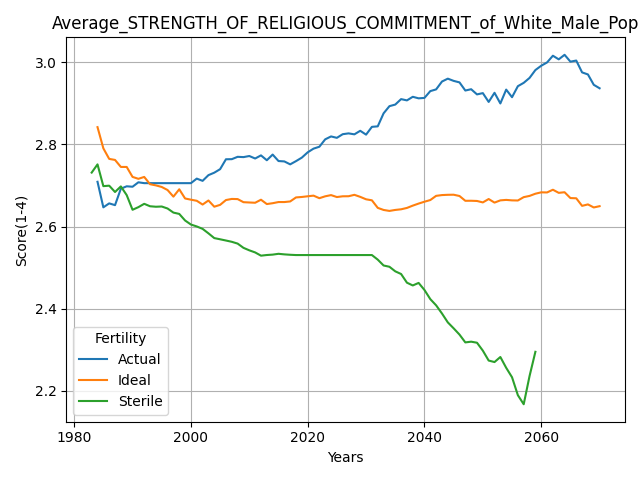 Average_STRENGTH_OF_RELIGIOUS_COMMITMENT_of_White_Male_Pop
Score(1-4)
3.0
2.8
2.6
2.4
2.2
Fertility
Actual
Ideal
Sterile
1980
2000
2020
2040
2060
Years